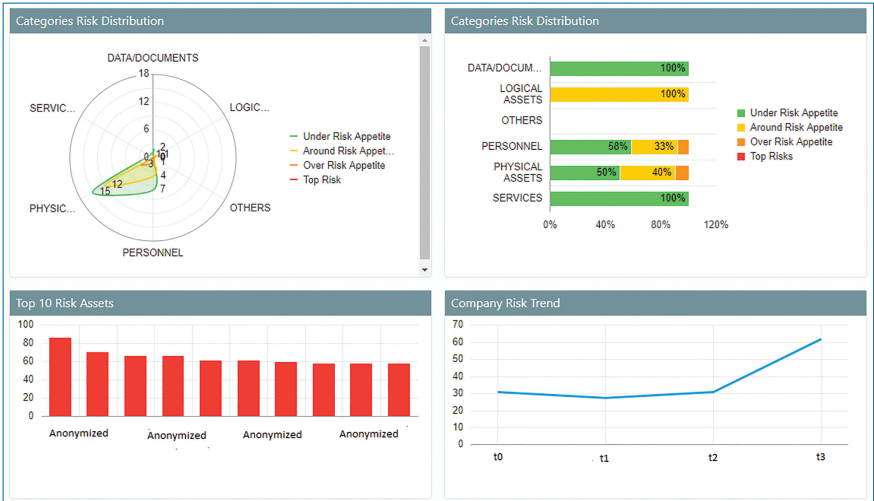 Categories Risk Distribution
DATA/DOCUMENTS
18
12
6
0
SERVIC...
LOGIC...
2
1
3
4
7
12
15
PHYSIC...
OTHERS
PERSONNEL
Under Risk Appetite
Around Risk Appet...
Over Risk Appetite
Top Risk
Categories Risk Distribution
DATA/DOCUM...
100%
LOGICAL
ASSETS
100%
OTHERS
PERSONNEL
58% 33%
PHYSICAL
ASSETS
50% 40%
SERVICES
100%
0% 40% 80% 120%
Under Risk Appetite
Around Risk Appetite
Over Risk Appetite
Top Risks
Top 10 Risk Assets
100
80
60
40
20
0
Anonymized Anonymized Anonymized Anonymized
Company Risk Trend
70
60
50
40
30
20
10
0
t0 t1 t2 t3